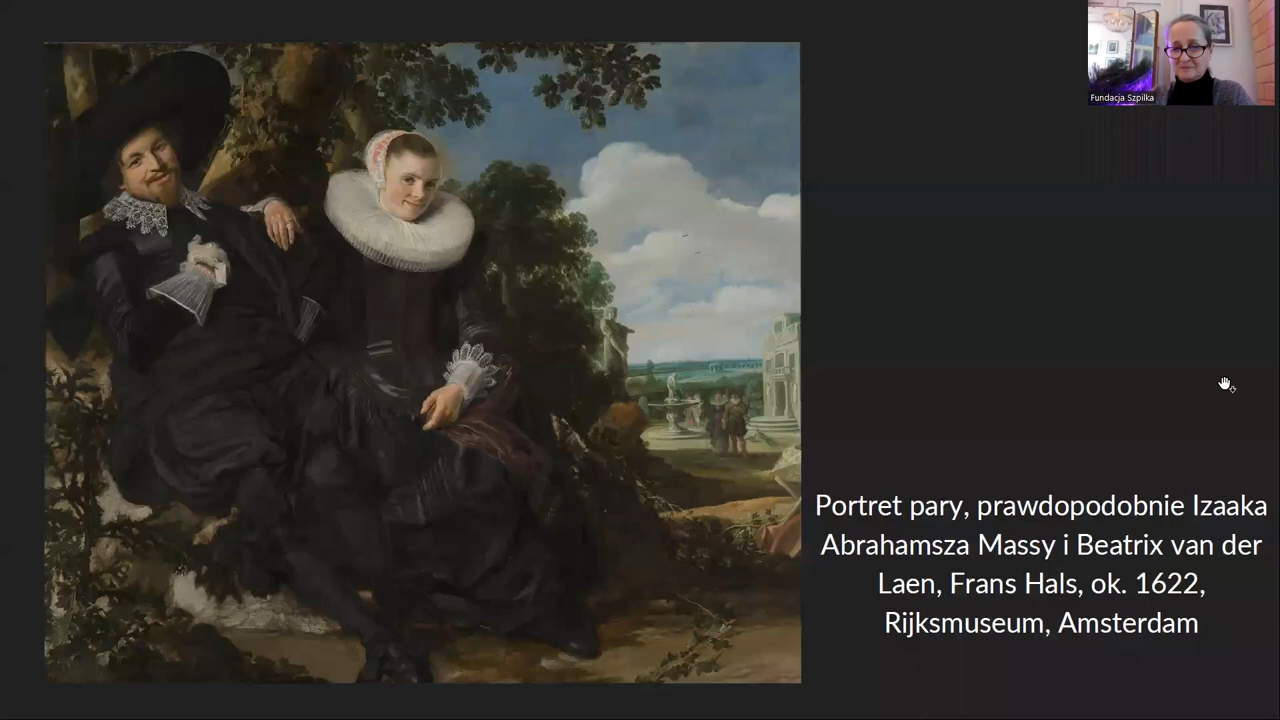 Fundacja Szpilka
Portret pary, prawdopodobnie Izaaka
Abrahamsza Massy i Beatrix van der
Laen, Frans Hals, ok. 1622,
Rijksmuseum, Amsterdam